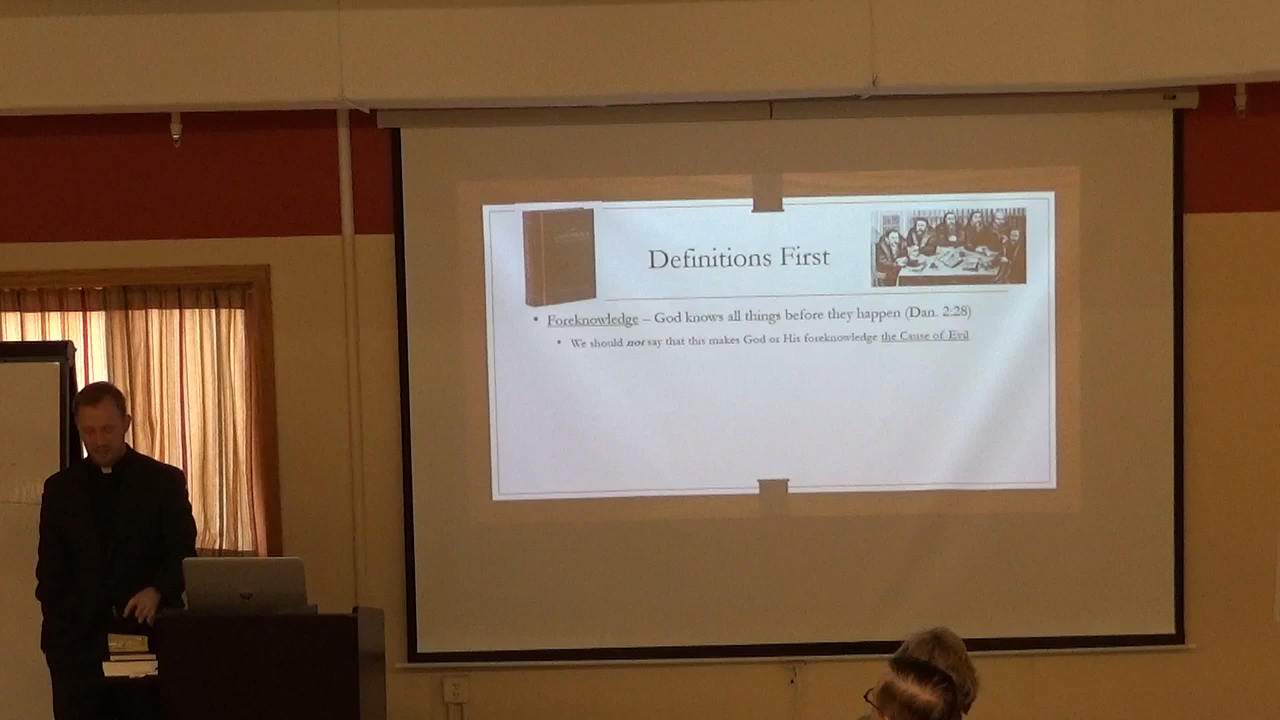 Definitions First
• Foreknowledge – God knows all things before they happen (Dan. 2:28)
• We should not say that this makes God or His foreknowledge the Cause of Evil